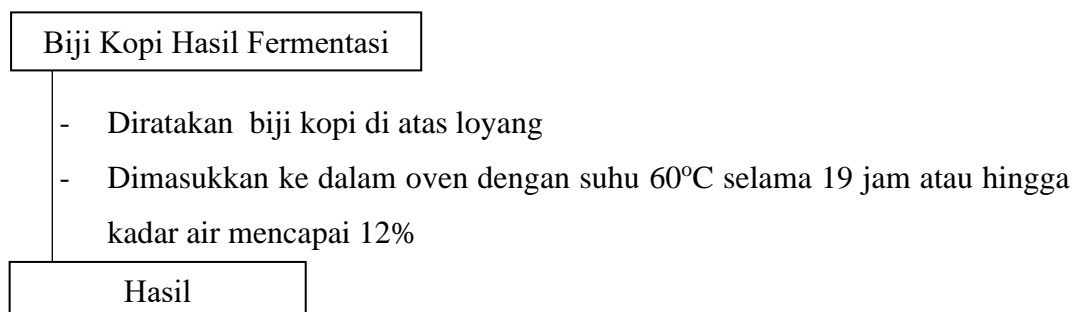 Biji Kopi Hasil Fermentasi
- Diratakan biji kopi di atas loyang
- Dimasukkan ke dalam oven dengan suhu 60°C selama 19 jam atau hingga
kadar air mencapai 12%
Hasil